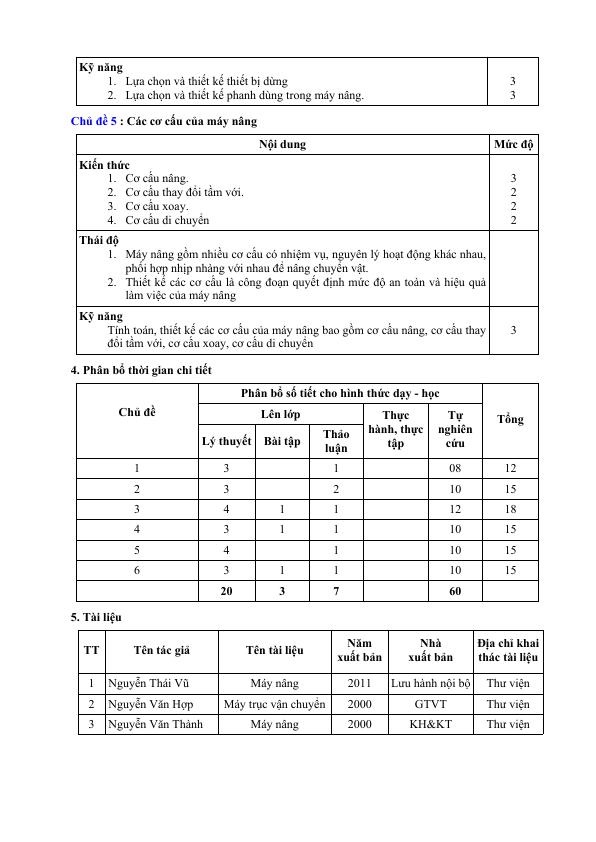 Kỹ năng
1. Lựa chọn và thiết kế thiết bị dừng 3
2. Lựa chọn và thiết kế phanh dùng trong máy nâng. 3
Chủ đề 5 : Các cơ cấu của máy nâng
Nội dung Mức độ
Kiến thức
1. Cơ cấu nâng. 3
2. Cơ cấu thay đổi tầm với. 2
3. Cơ cấu xoay. 2
4. Cơ cấu di chuyển 2
Thái độ
1. Máy nâng gồm nhiều cơ cấu có nhiệm vụ, nguyên lý hoạt động khác nhau,
phối hợp nhịp nhàng với nhau để nâng chuyển vật.
2. Thiết kế các cơ cấu là công đoạn quyết định mức độ an toàn và hiệu quả
làm việc của máy nâng
Kỹ năng
Tính toán, thiết kế các cơ cấu của máy nâng bao gồm cơ cấu nâng, cơ cấu thay 3
đổi tầm với, cơ cấu xoay, cơ cấu di chuyển
4. Phân bổ thời gian chi tiết
Chủ đề Phân bổ số tiết cho hình thức dạy - học Tổng
Lên lớp Thực hành, thực tập Tự nghiên cứu
Lý thuyết Bài tập Thảo luận
1 3 1 08 12
2 3 2 10 15
3 4 1 1 12 18
4 3 1 1 10 15
5 4 1 10 15
6 3 1 1 10 15
20 3 7 60
5. Tài liệu
TT Tên tác giả Tên tài liệu Năm xuất bản Nhà xuất bản Địa chỉ khai thác tài liệu
1 Nguyễn Thái Vũ Máy nâng 2011 Lưu hành nội bộ Thư viện
2 Nguyễn Văn Hợp Máy trục vận chuyển 2000 GTVT Thư viện
3 Nguyễn Văn Thành Máy nâng 2000 KH&KT Thư viện